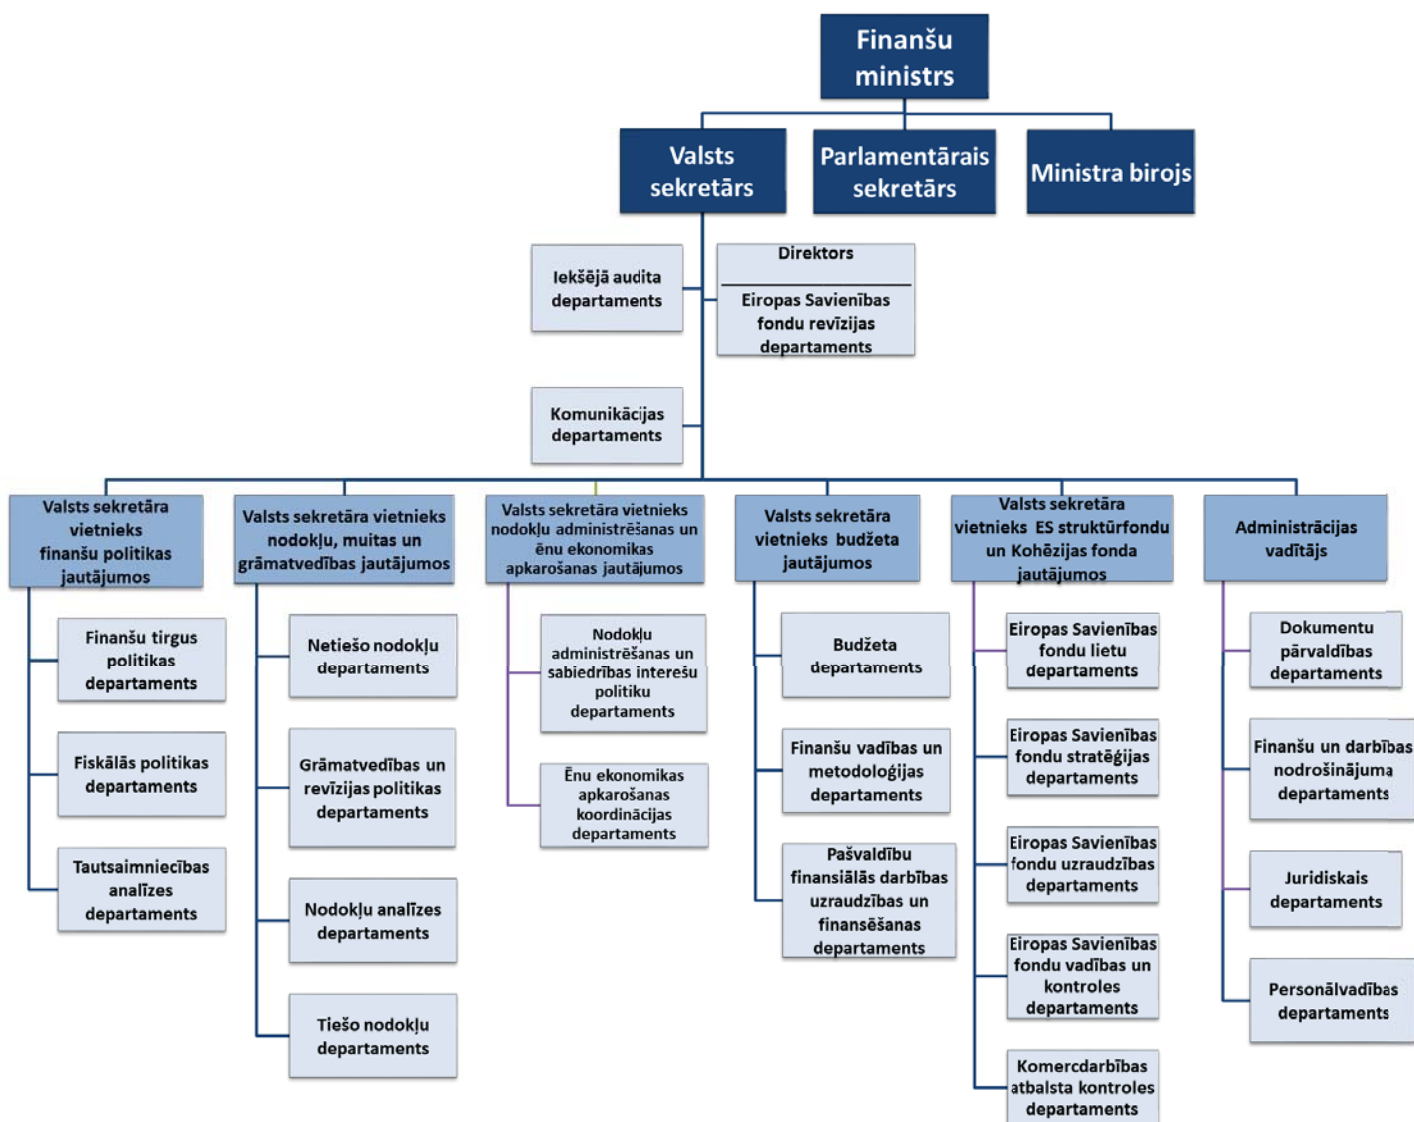 Finanšu
ministrs
Valsts
sekretārs
Parlamentārais
sekretārs
Ministra birojs
Iekšējā audita
departaments
Direktors
Eiropas Savienības
fondu revīzijas
departaments
Komunikācijas
departaments
Valsts sekretāra
vietnieks
finanšu politikas
jautājumos
Finanšu tirgus
politikas
departaments
Fiskālās politikas
departaments
Tautsaimniecības
analīzes
departaments
Valsts sekretāra vietnieks
nodokļu, muitas un
grāmatvedības jautājumos
Netiešo nodokļu
departaments
Grāmatvedības un
revīzijas politikas
departaments
Nodokļu analīzes
departaments
Tiešo nodokļu
departaments
Valsts sekretāra vietnieks
nodokļu administrēšanas un
ēnu ekonomikas
apkarošanas jautājumos
Nodokļu
administrēšanas un
sabiedrības interešu
politiku
departaments
Ēnu ekonomikas
apkarošanas
koordinācijas
departaments
Valsts sekretāra
vietnieks budžeta
jautājumos
Budžeta
departaments
Finanšu vadības un
metodoloģijas
departaments
Pašvaldību
finansiālās darbības
uzraudzības un
finansēšanas
departaments
Valsts sekretāra
vietnieks ES struktūrfondu
un Kohēzijas fonda
jautājumos
Eiropas Savienības
fondu lietu
departaments
Eiropas Savienības
fondu stratēģijas
departaments
Eiropas Savienības
fondu uzraudzības
departaments
Eiropas Savienības
fondu vadības un
kontroles
departaments
Komercdarbības
atbalsta kontroles
departaments
Administrācijas
vadītājs
Dokumentu
pārvaldības
departaments
Finanšu un darbības
nodrošinājuma
departaments
Juridiskais
departaments
Personālvadības
departaments